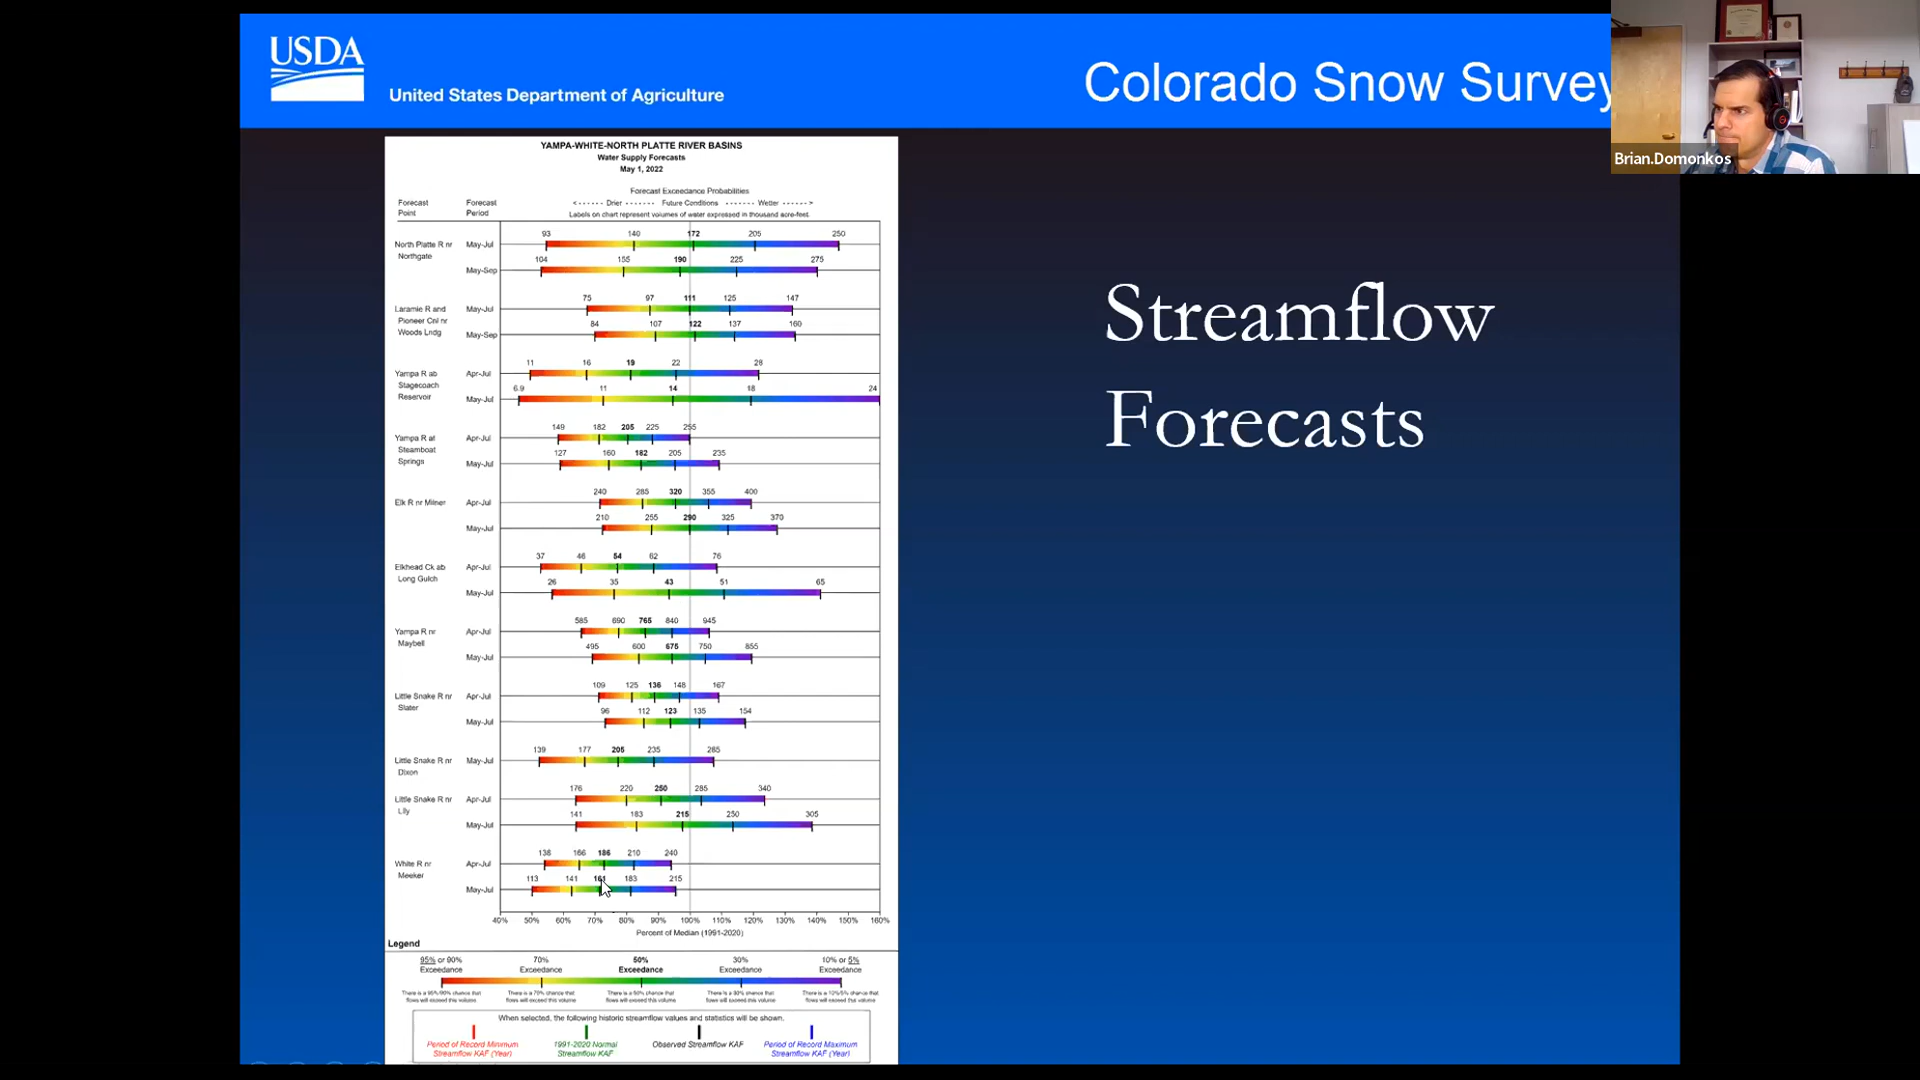 USDA
United States Department of Agriculture
Colorado Snow Survey
Brian.Domonkos
Streamflow
Forecasts
YAMPA-WHITE-NORTH PLATTE RIVER BASINS
Water Supply Forecasts
May 1, 2022
Forecast Exceedance Probabilities
Forecast Point
Forecast Period
<------ Drier ------- Future Conditions ------- Wetter ------>
Labels on chart represent volumes of water expressed in thousand acre-feet.
93 140 172 205 250
North Platte R nr Northgate
May-Jul
104 155 190 225 275
May-Sep
75 97 111 125 147
Laramie R and Pioneer Cnl nr Woods Lndg
May-Jul
84 107 122 137 160
May-Sep
11 16 19 22 28
Yampa R ab Stagecoach Reservoir
Apr-Jul
6.9 11 14 18 24
May-Jul
149 182 205 225 255
Yampa R at Steamboat Springs
Apr-Jul
127 160 182 205 235
May-Jul
240 285 320 355 400
Elk R nr Milner
Apr-Jul
210 255 290 325 370
May-Jul
37 46 54 62 76
Elkhead Ck ab Long Gulch
Apr-Jul
26 35 43 51 65
May-Jul
585 690 765 840 945
Yampa R nr Maybell
Apr-Jul
495 600 675 750 855
May-Jul
109 125 136 148 167
Little Snake R nr Slater
Apr-Jul
96 112 123 135 154
May-Jul
139 177 205 235 285
Little Snake R nr Dixon
May-Jul
176 220 250 285 340
Little Snake R nr Lily
Apr-Jul
141 183 215 250 305
May-Jul
138 166 186 210 240
White R nr Meeker
Apr-Jul
113 141 183 215
May-Jul
40% 50% 60% 70% 80% 90% 100% 110% 120% 130% 140% 150% 160%
Percent of Median (1991-2020)
Legend
95% or 90% Exceedance
70% Exceedance
50% Exceedance
30% Exceedance
10% or 5% Exceedance
There is a 95%/90% chance that flows will exceed this volume
There is a 70% chance that flows will exceed this volume
There is a 50% chance that flows will exceed this volume
There is a 30% chance that flows will exceed this volume
There is a 10%/5% chance that flows will exceed that volume
When selected, the following historic streamflow values and statistics will be shown.
Period of Record Minimum Streamflow KAF (Year)
1991-2020 Normal Streamflow KAF
Observed Streamflow KAF
Period of Record Maximum Streamflow KAF (Year)